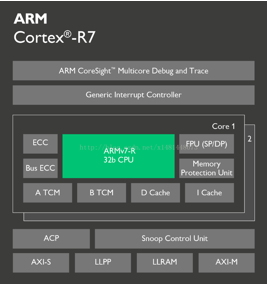 ARM
Cortex®-R7
ARM CoreSight™ Multicore Debug and Trace
Generic Interrupt Controller
Core 1
2
ECC
ARMv7-R
32b CPU
FPU (SP/DP)
Bus ECC
Memory
Protection Unit
A TCM
B TCM
D Cache
I Cache
ACP
Snoop Control Unit
AXI-S
LLPP
LLRAM
AXI-M